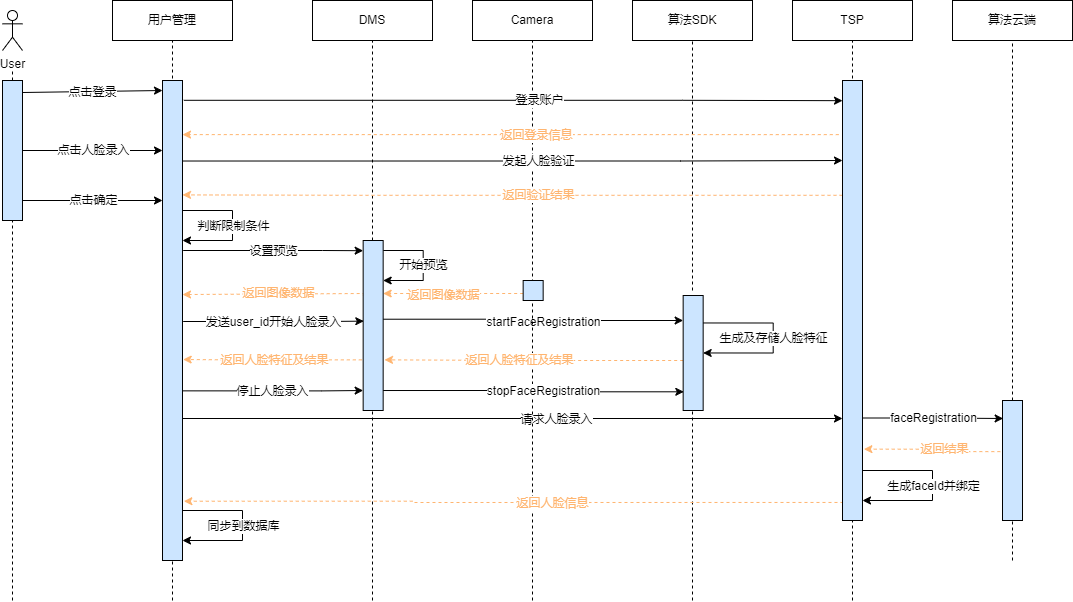 用户管理
DMS
Camera
算法SDK
TSP
算法云端
User
点击登录
登录账户
返回登录信息
点击人脸录入
发起人脸验证
返回验证结果
点击确定
判断限制条件
设置预览
开始预览
返回图像数据
返回图像数据
发送user_id开始人脸录入
startFaceRegistration
生成及存储人脸特征
返回人脸特征及结果
返回人脸特征及结果
停止人脸录入
stopFaceRegistration
请求人脸录入
faceRegistration
返回结果
生成faceId并绑定
返回人脸信息
同步到数据库